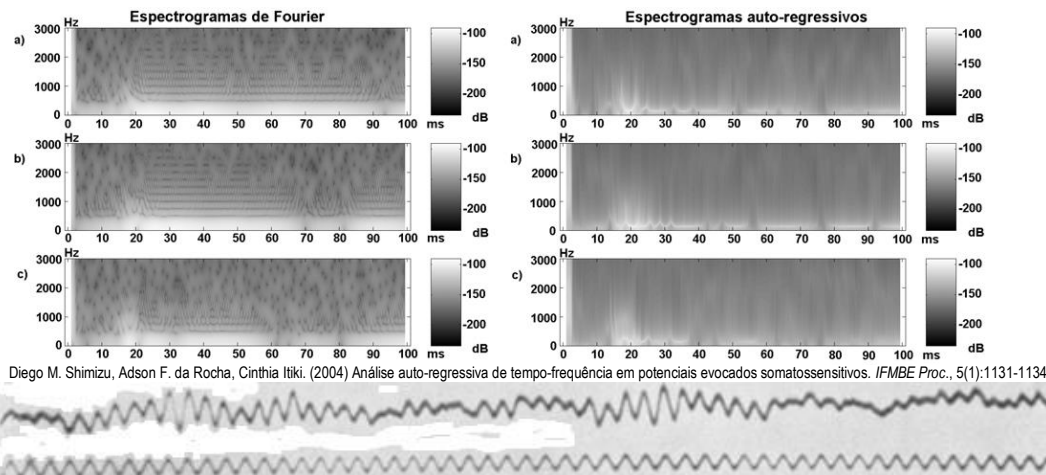 Espectrogramas de Fourier
Hz
a)
3000
2000
1000
0
0 10 20 30 40 50 60 70 80 90 100
ms
-100
-150
-200
dB
Hz
b)
3000
2000
1000
0
0 10 20 30 40 50 60 70 80 90 100
ms
-100
-150
-200
dB
Hz
c)
3000
2000
1000
0
0 10 20 30 40 50 60 70 80 90 100
ms
-100
-150
-200
dB
Espectrogramas auto-regressivos
Hz
a)
3000
2000
1000
0
0 10 20 30 40 50 60 70 80 90 100
ms
-100
-150
-200
dB
Hz
b)
3000
2000
1000
0
0 10 20 30 40 50 60 70 80 90 100
ms
-100
-150
-200
dB
Hz
c)
3000
2000
1000
0
0 10 20 30 40 50 60 70 80 90 100
ms
-100
-150
-200
dB
Diego M. Shimizu, Adson F. da Rocha, Cinthia Itiki. (2004) Análise auto-regressiva de tempo-frequência em potenciais evocados somatossensitivos. IFMBE Proc., 5(1):1131-1134